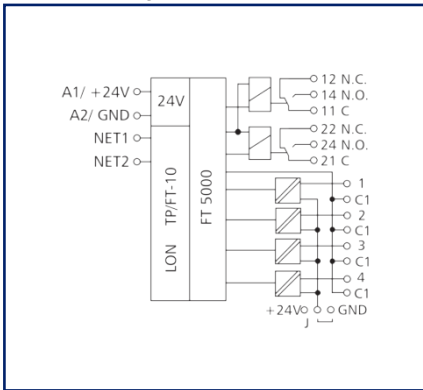 A1/ +24V
A2/ GND
NET1
NET2
24V
LON TP/FT-10
FT 5000
12 N.C.
14 N.O.
11 C
22 N.C.
24 N.O.
21 C
1
C1
2
C1
3
C1
4
C1
+24V GND
J